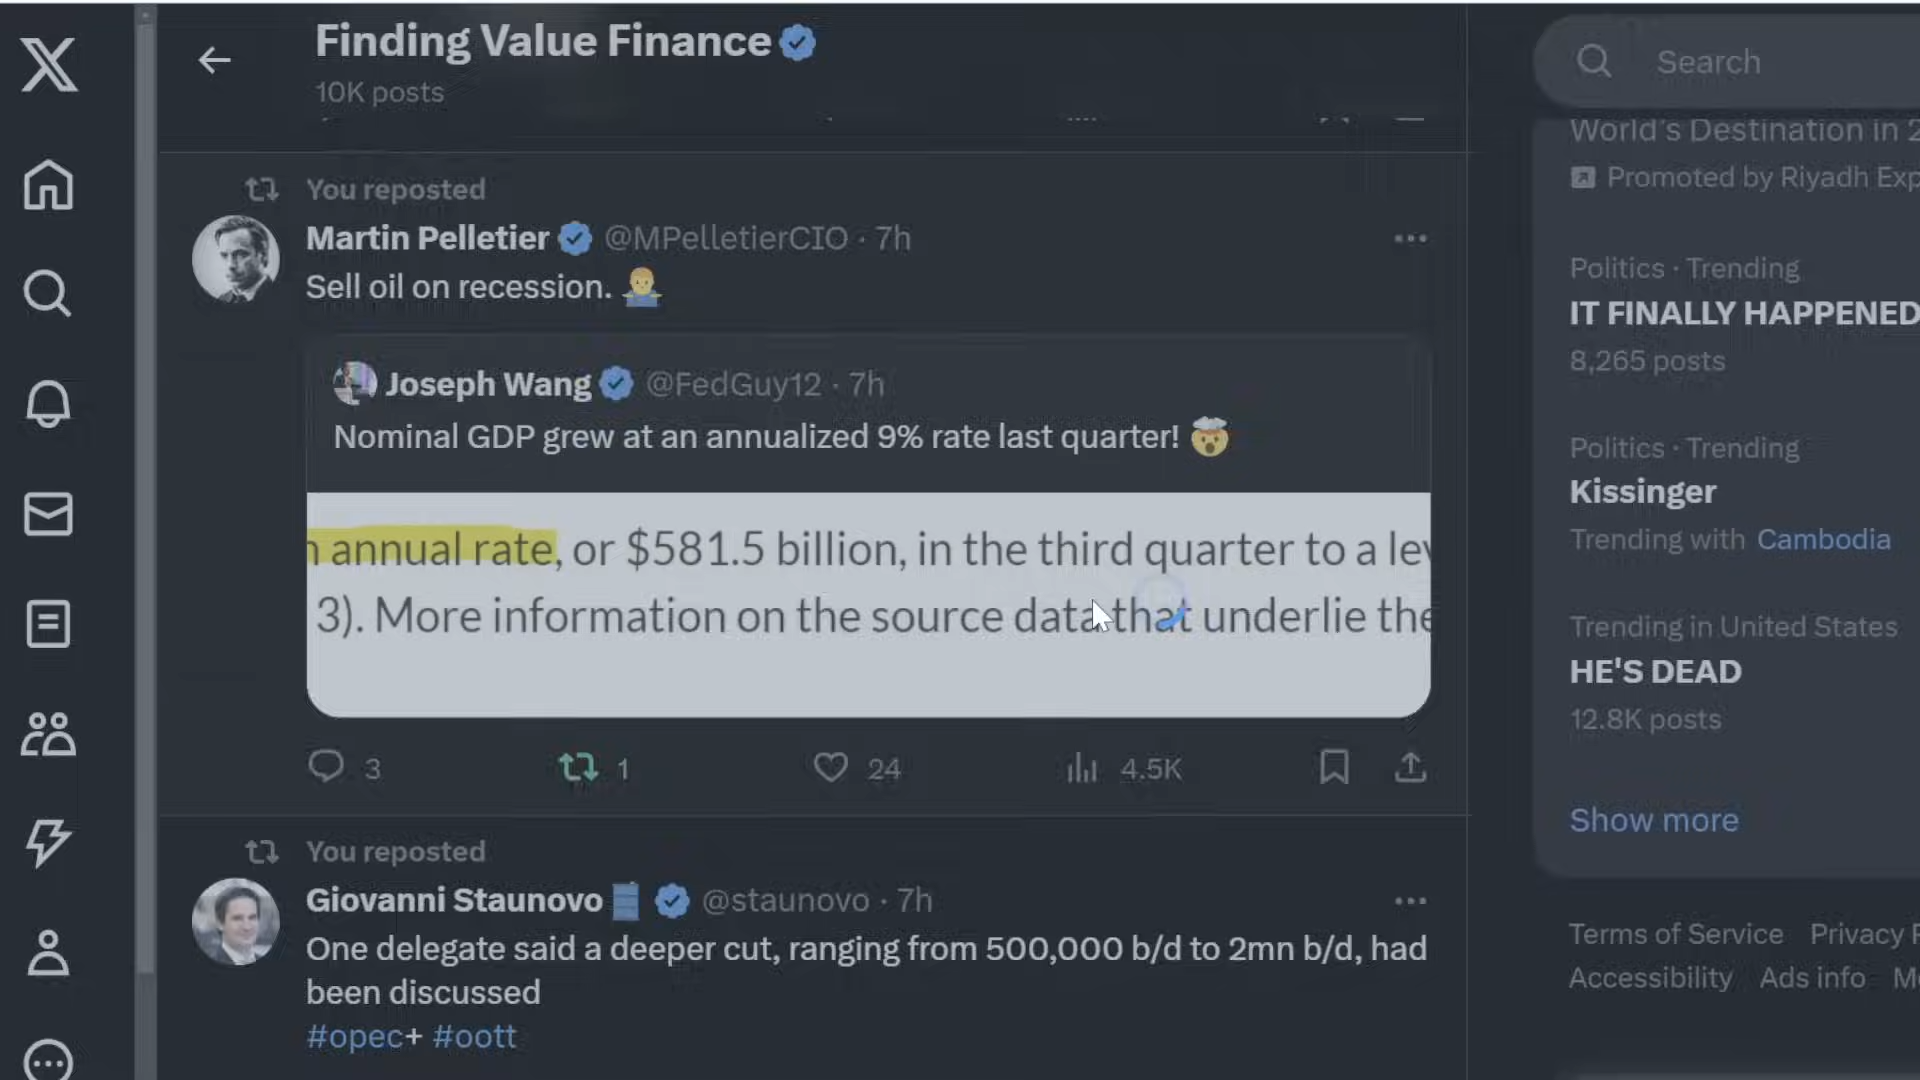 Finding Value Finance
10K posts
You reposted
Martin Pelletier @MPelletierCIO · 7h
Sell oil on recession.
Joseph Wang @FedGuy12 · 7h
Nominal GDP grew at an annualized 9% rate last quarter!
annual rate, or $581.5 billion, in the third quarter to a
3). More information on the source data that underlie the
3 1 24 4.5K
You reposted
Giovanni Staunovo @staunovo · 7h
One delegate said a deeper cut, ranging from 500,000 b/d to 2mn b/d, had
been discussed
#opec+ #oott
Search
World's Destination in
Promoted by Riyadh
Politics · Trending
IT FINALLY HAPPENED
8,265 posts
Politics · Trending
Kissinger
Trending with Cambodia
Trending in United States
HE'S DEAD
12.8K posts
Show more
Terms of Service Privacy
Accessibility Ads info